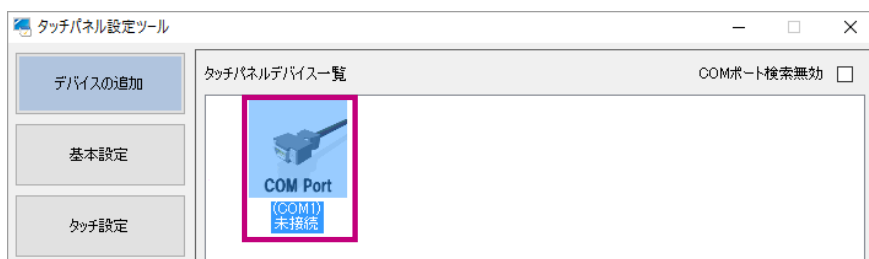 タッチパネル設定ツール
デバイスの追加
タッチパネルデバイス一覧
COMポート検索無効
基本設定
COM Port
(COM1)
未接続
タッチ設定